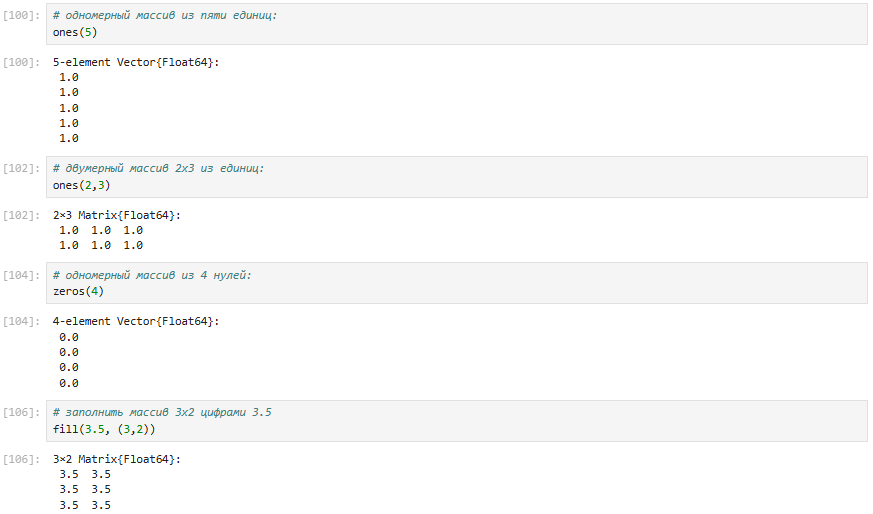 [100]: # одномерный массив из пяти единиц:
ones(5)
[100]: 5-element Vector{Float64}:
1.0
1.0
1.0
1.0
1.0
[102]: # двумерный массив 2x3 из единиц:
ones(2,3)
[102]: 2×3 Matrix{Float64}:
1.0 1.0 1.0
1.0 1.0 1.0
[104]: # одномерный массив из 4 нулей:
zeros(4)
[104]: 4-element Vector{Float64}:
0.0
0.0
0.0
0.0
[106]: # заполнить массив 3x2 цифрами 3.5
fill(3.5, (3,2))
[106]: 3×2 Matrix{Float64}:
3.5 3.5
3.5 3.5
3.5 3.5